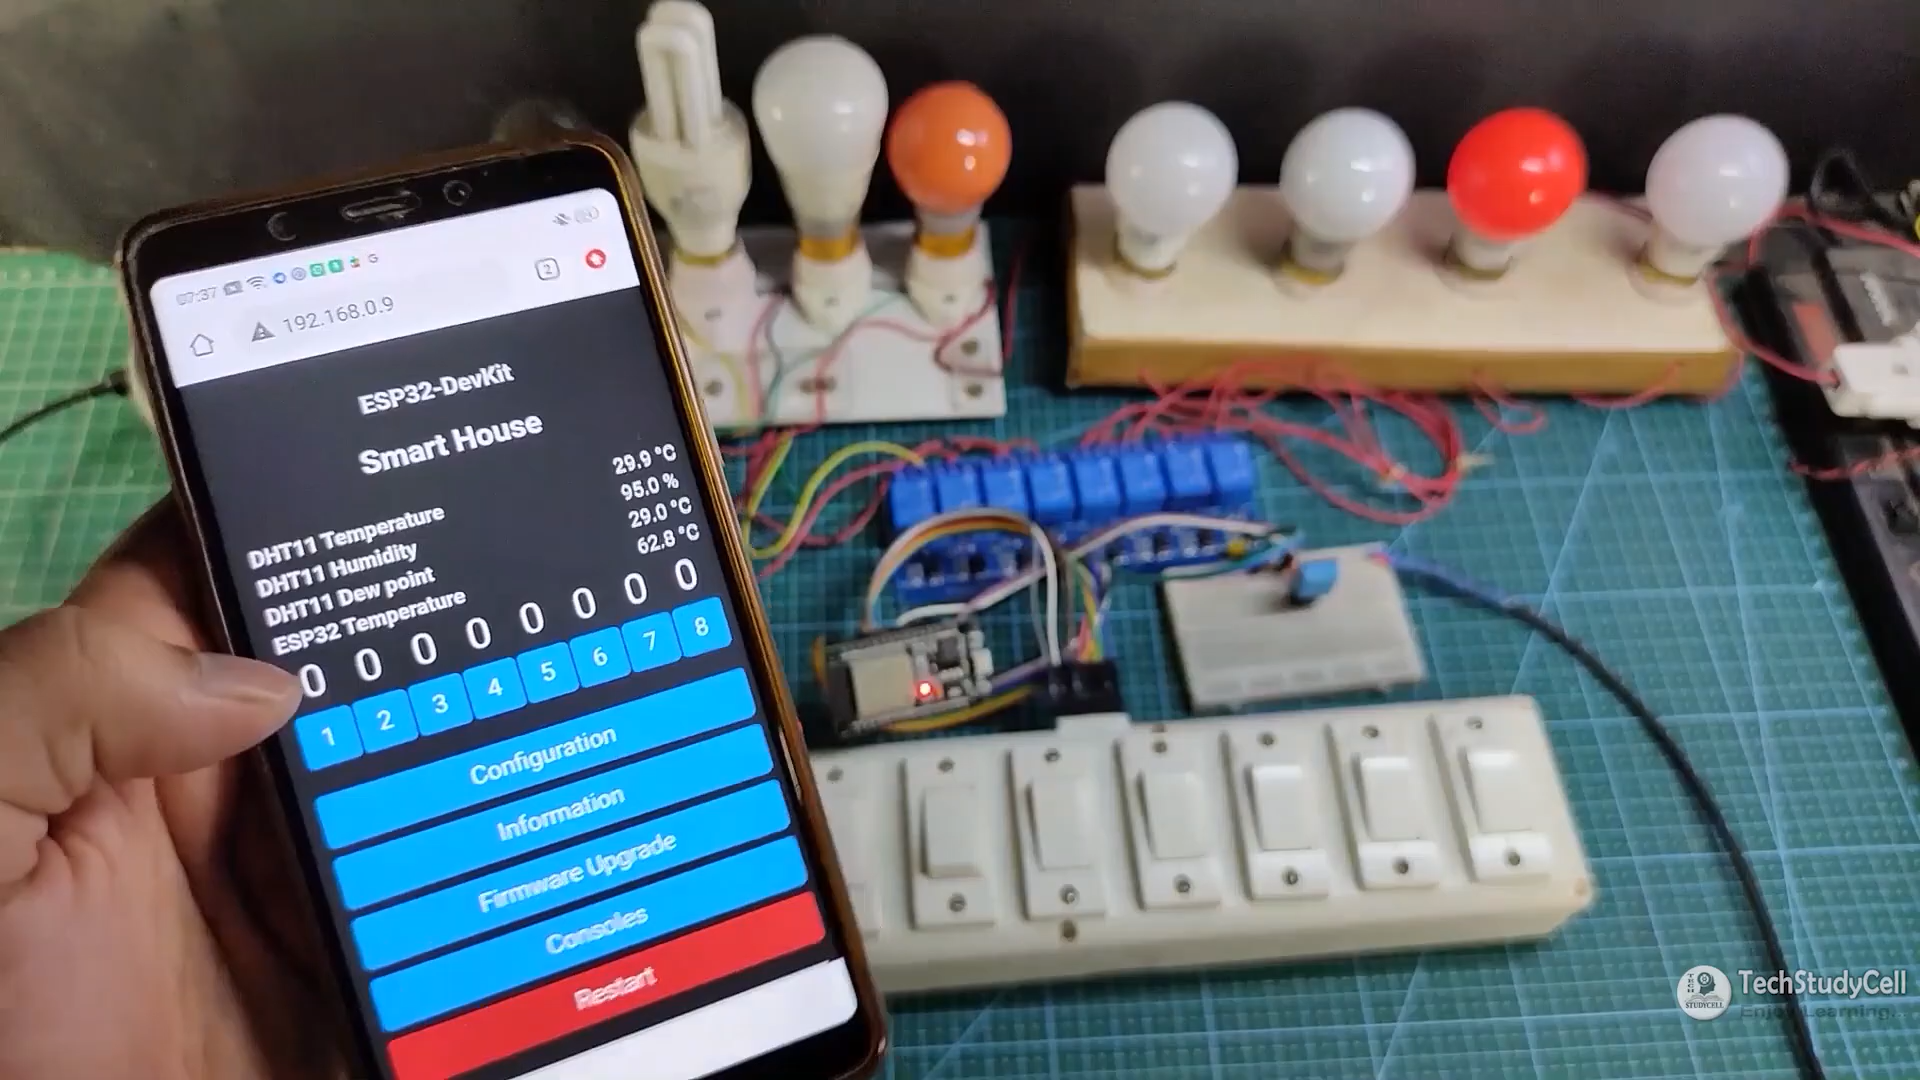 07:37
2
192.168.0.9
ESP32-DevKit
Smart House
DHT11 Temperature 29.9 °C
DHT11 Humidity 95.0 %
DHT11 Dew point 29.0 °C
ESP32 Temperature 62.8 °C
0 0 0 0 0 0 0 0
1 2 3 4 5 6 7 8
Configuration
Information
Firmware Upgrade
Consoles
Restart
TechStudyCell
STUDYCELL
Enjoy Learning...